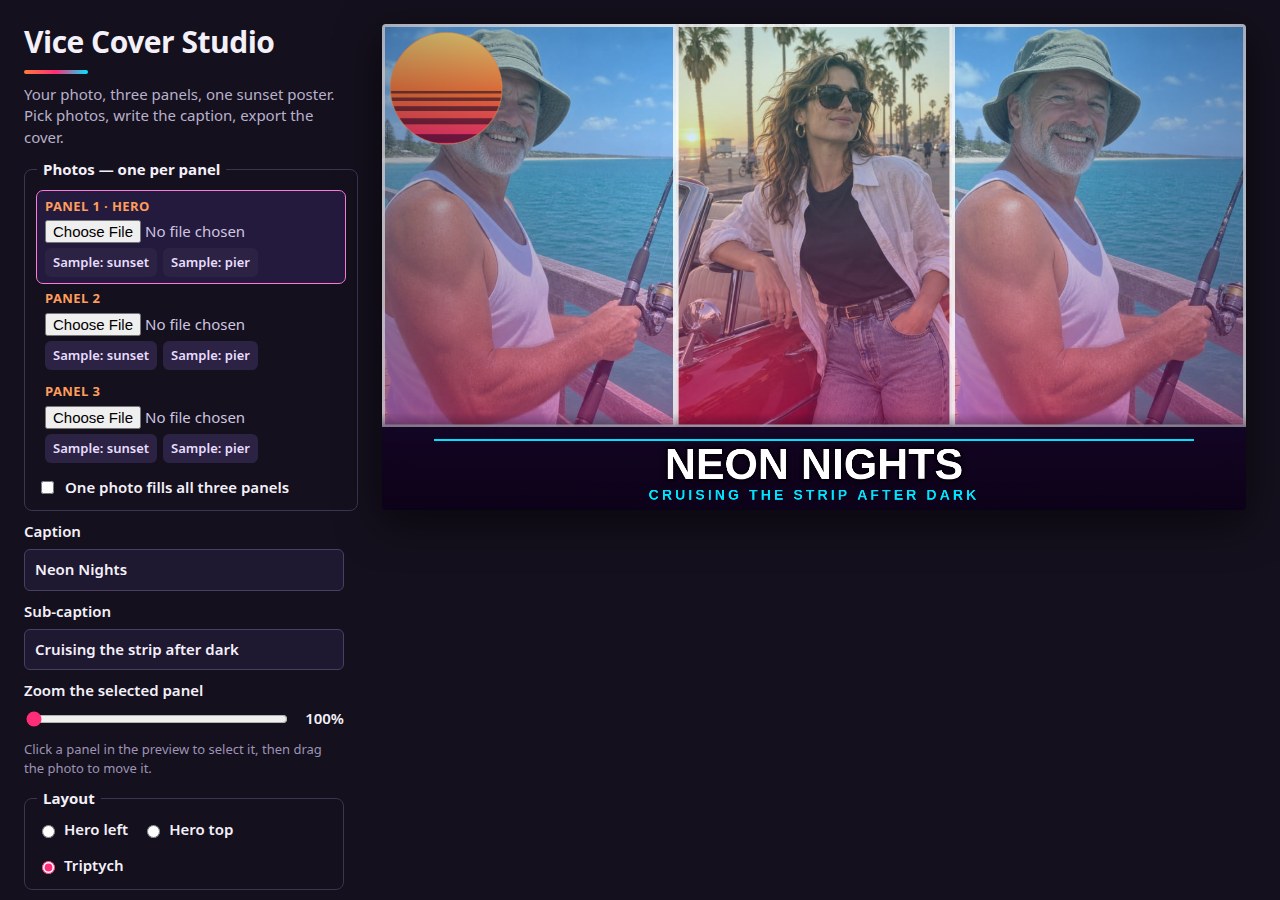 Vice Cover Studio
Your photo, three panels, one sunset poster.
Pick photos, write the caption, export the
cover.
Photos — one per panel
PANEL 1 · HERO
Choose File No file chosen
Sample: sunset Sample: pier
PANEL 2
Choose File No file chosen
Sample: sunset Sample: pier
PANEL 3
Choose File No file chosen
Sample: sunset Sample: pier
One photo fills all three panels
Caption
Neon Nights
Sub-caption
Cruising the strip after dark
Zoom the selected panel
100%
Click a panel in the preview to select it, then drag
the photo to move it.
Layout
Hero left Hero top
Triptych
NEON NIGHTS
CRUISING THE STRIP AFTER DARK